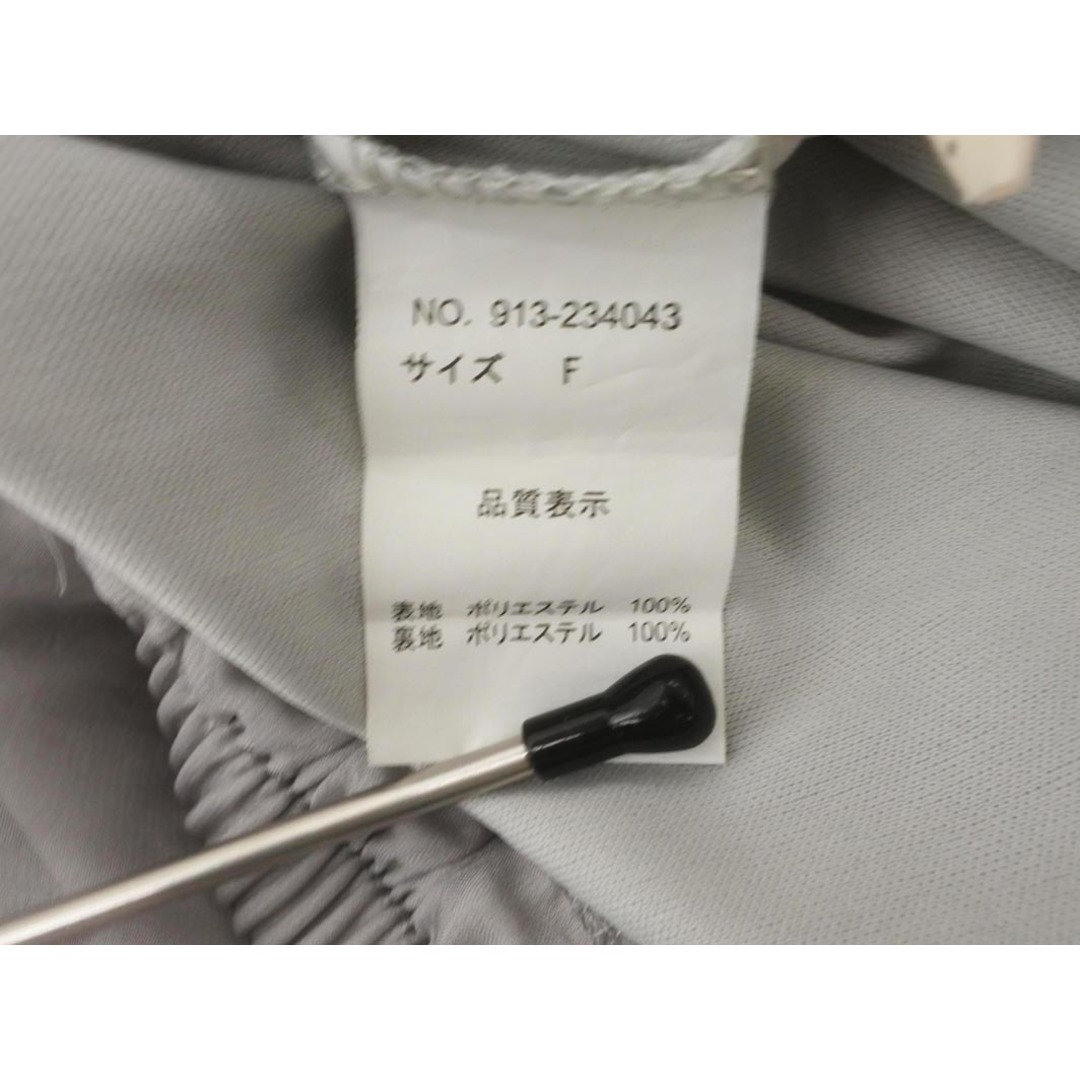 NO. 913-234043
サイズ F
品質表示
表地 ポリエステル 100%
裏地 ポリエステル 100%